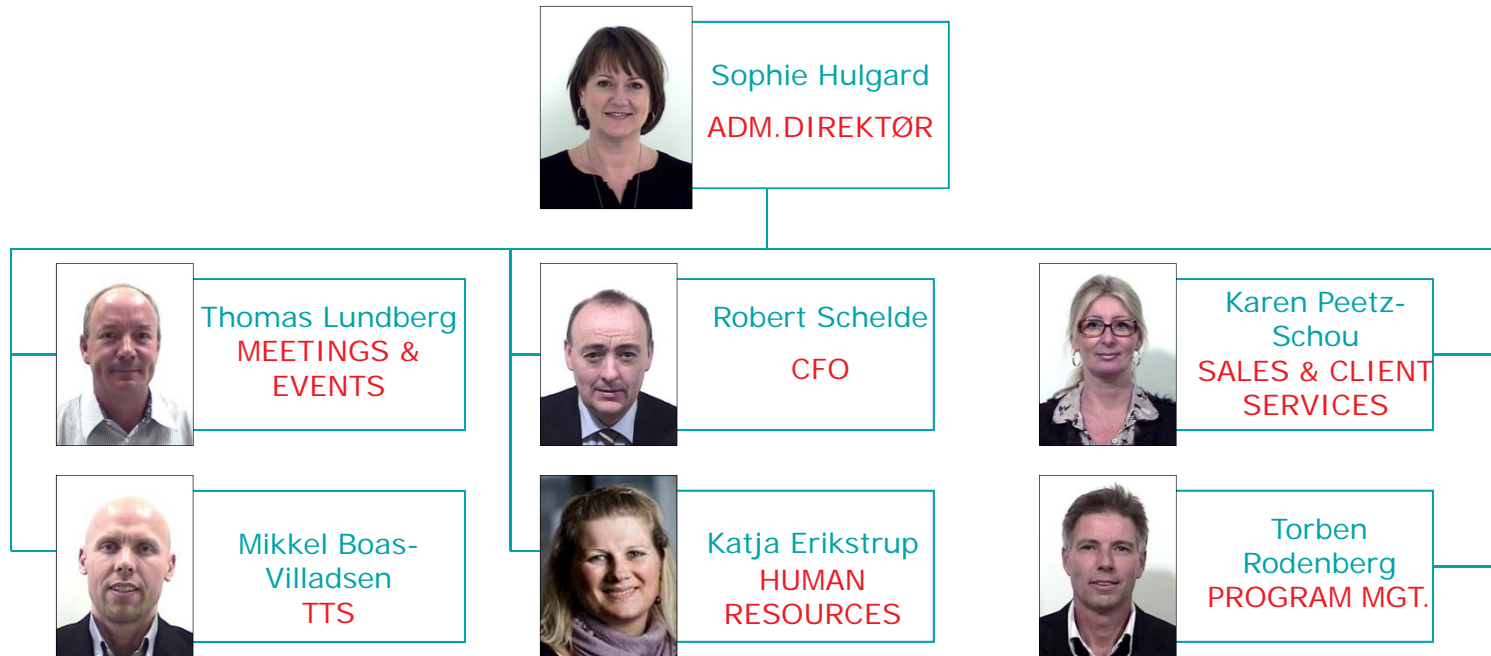 Sophie Hulgard
ADM.DIREKTØR
Thomas Lundberg
MEETINGS &
EVENTS
Robert Schelde
CFO
Karen Peetz-
Schou
SALES & CLIENT
SERVICES
Mikkel Boas-
Villadsen
TTS
Katja Erikstrup
HUMAN
RESOURCES
Torben
Rodenberg
PROGRAM MGT.